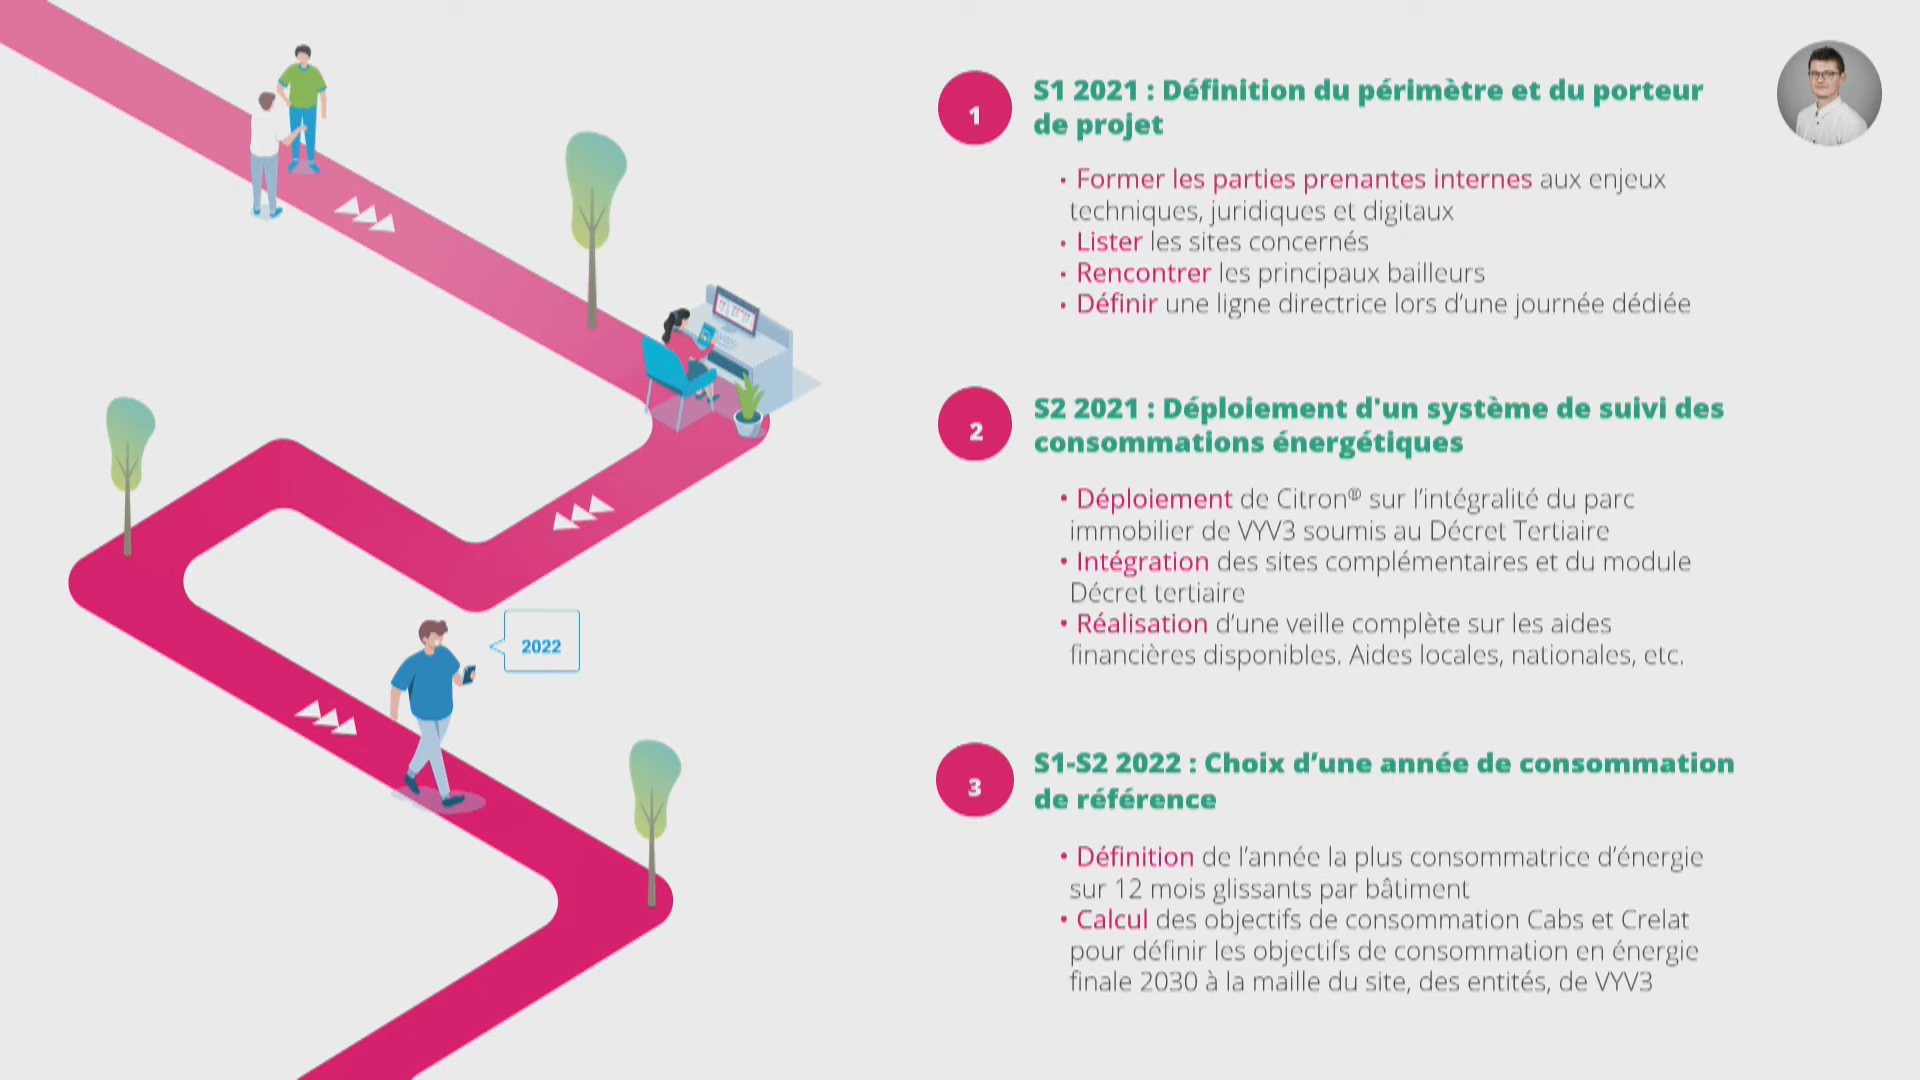 1
S1 2021 : Définition du périmètre et du porteur
de projet
• Former les parties prenantes internes aux enjeux
techniques, juridiques et digitaux
• Lister les sites concernés
• Rencontrer les principaux bailleurs
• Définir une ligne directrice lors d’une journée dédiée
2
S2 2021 : Déploiement d'un système de suivi des
consommations énergétiques
• Déploiement de Citron® sur l’intégralité du parc
immobilier de VYV3 soumis au Décret Tertiaire
• Intégration des sites complémentaires et du module
Décret tertiaire
• Réalisation d’une veille complète sur les aides
financières disponibles. Aides locales, nationales, etc.
2022
3
S1-S2 2022 : Choix d’une année de consommation
de référence
• Définition de l’année la plus consommatrice d’énergie
sur 12 mois glissants par bâtiment
• Calcul des objectifs de consommation Cabs et Crelat
pour définir les objectifs de consommation en énergie
finale 2030 à la maille du site, des entités, de VYV3